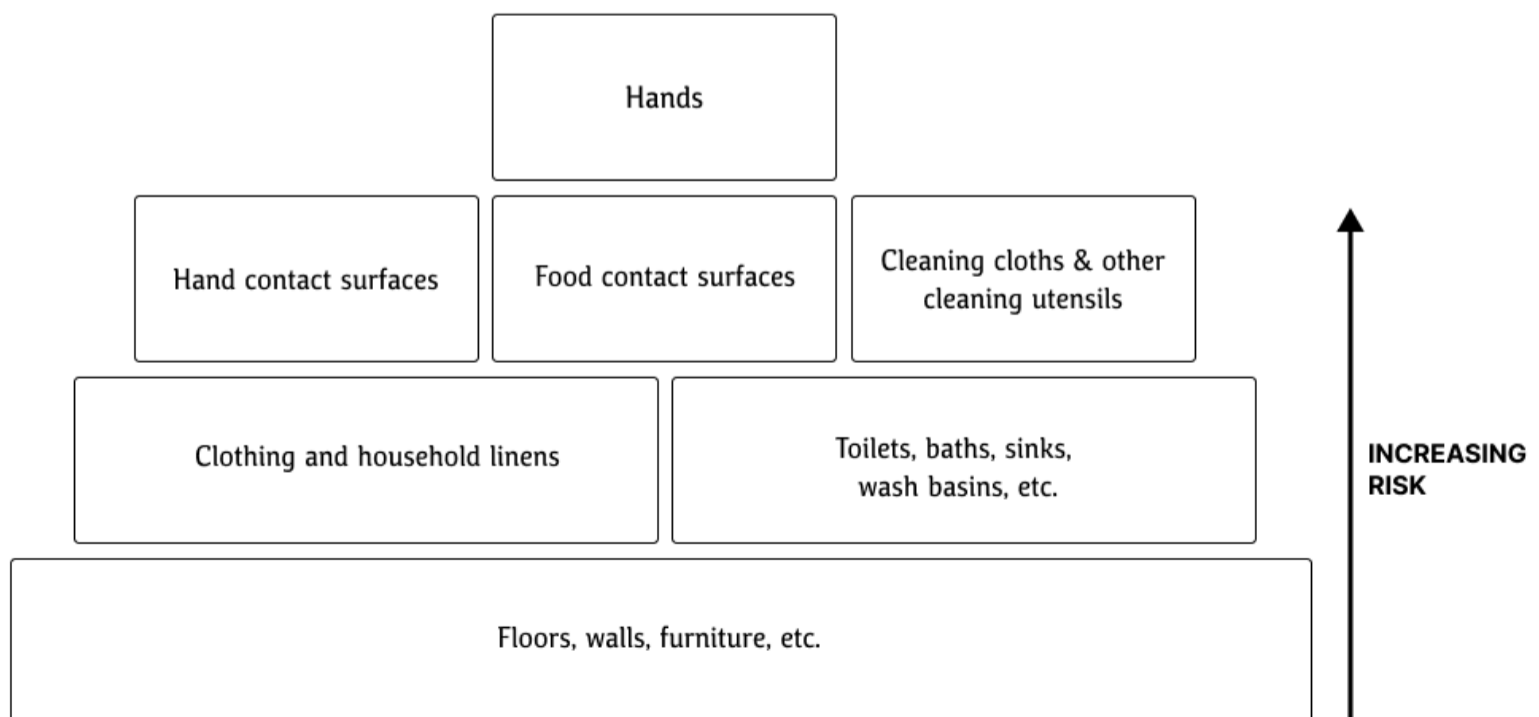 Hands
Hand contact surfaces
Food contact surfaces
Cleaning cloths & other
cleaning utensils
Clothing and household linens
Toilets, baths, sinks,
wash basins, etc.
INCREASING
RISK
Floors, walls, furniture, etc.